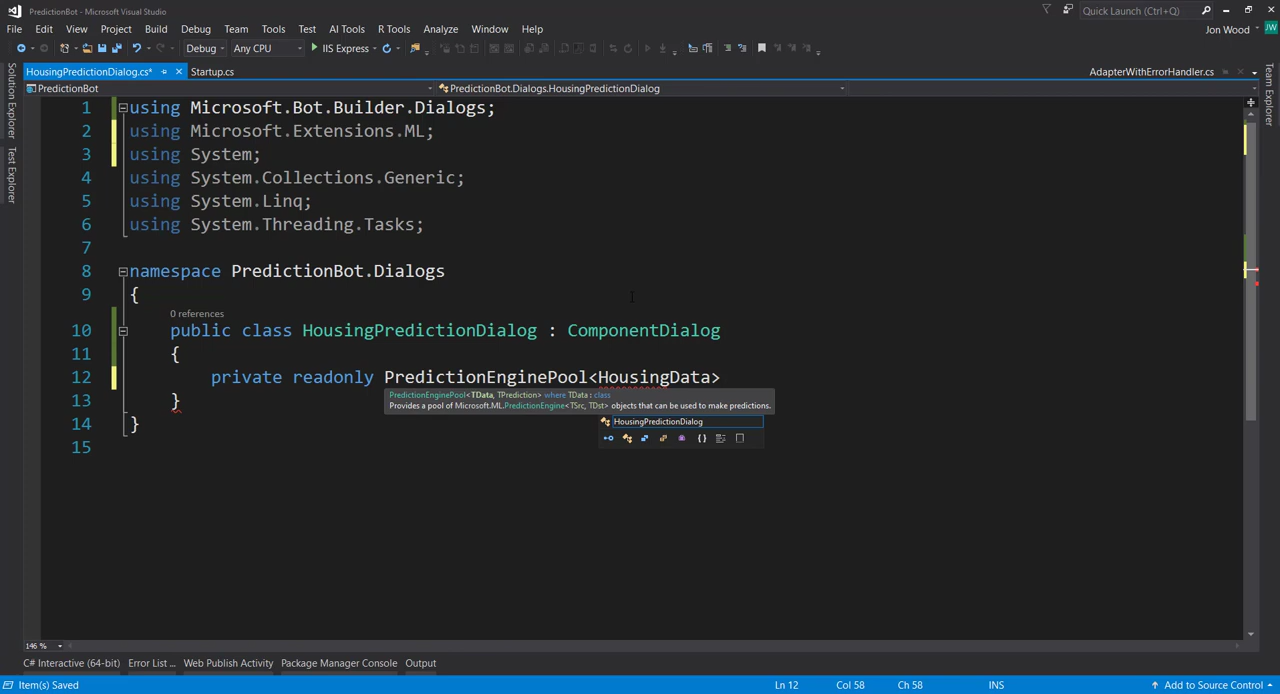 PredictionBot - Microsoft Visual Studio
Quick Launch (Ctrl+Q)
File Edit View Project Build Debug Team Tools Test AI Tools R Tools Analyze Window Help
Jon Wood
JW
Debug Any CPU IIS Express
HousingPredictionDialog.cs* Startup.cs AdapterWithErrorHandler.cs
PredictionBot PredictionBot.Dialogs.HousingPredictionDialog
Solution Explorer
Test Explorer
Team Explorer
1 using Microsoft.Bot.Builder.Dialogs;
2 using Microsoft.Extensions.ML;
3 using System;
4 using System.Collections.Generic;
5 using System.Linq;
6 using System.Threading.Tasks;
7
8 namespace PredictionBot.Dialogs
9 {
0 references
10 public class HousingPredictionDialog : ComponentDialog
11 {
12 private readonly PredictionEnginePool<HousingData>
PredictionEnginePool<TData, TPrediction> where TData : class
Provides a pool of Microsoft.ML.PredictionEngine<TSrc, TDst> objects that can be used to make predictions.
13 }
HousingPredictionDialog
14 }
{ }
15
146 %
C# Interactive (64-bit) Error List ... Web Publish Activity Package Manager Console Output
Item(s) Saved Ln 12 Col 58 Ch 58 INS Add to Source Control